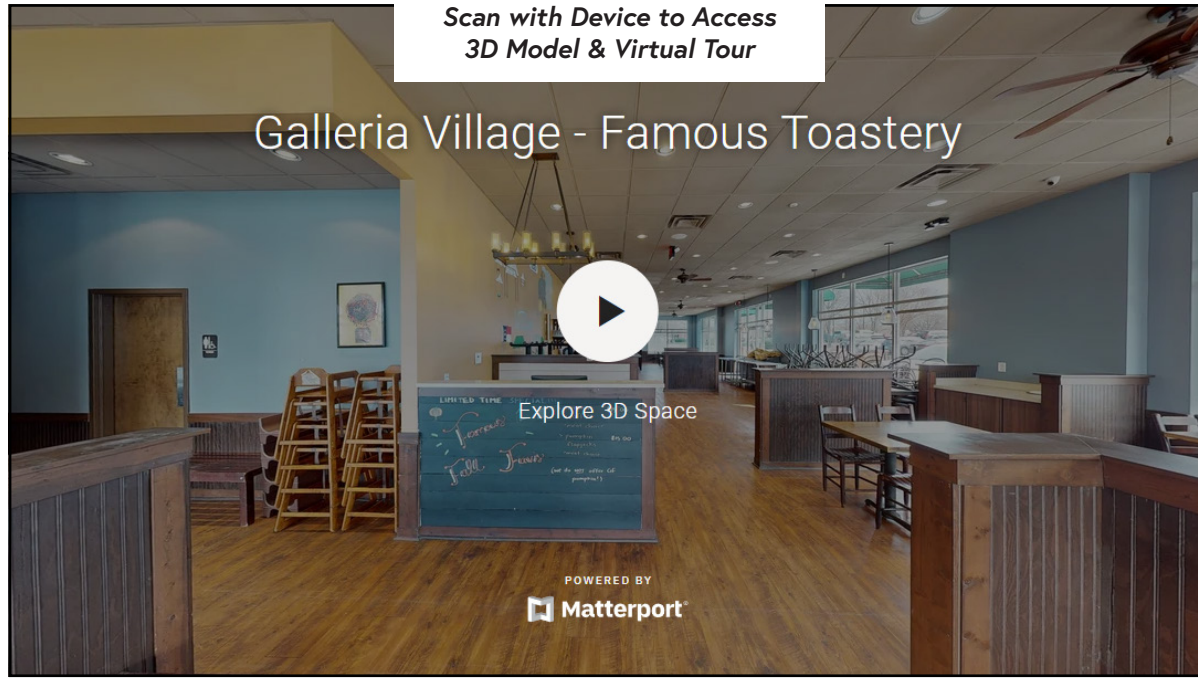 Scan with Device to Access
3D Model & Virtual Tour
Galleria Village - Famous Toastery
LIMITED TIME SPECIAL
Famous
Fall
Explore 3D Space
POWERED BY
Matterport